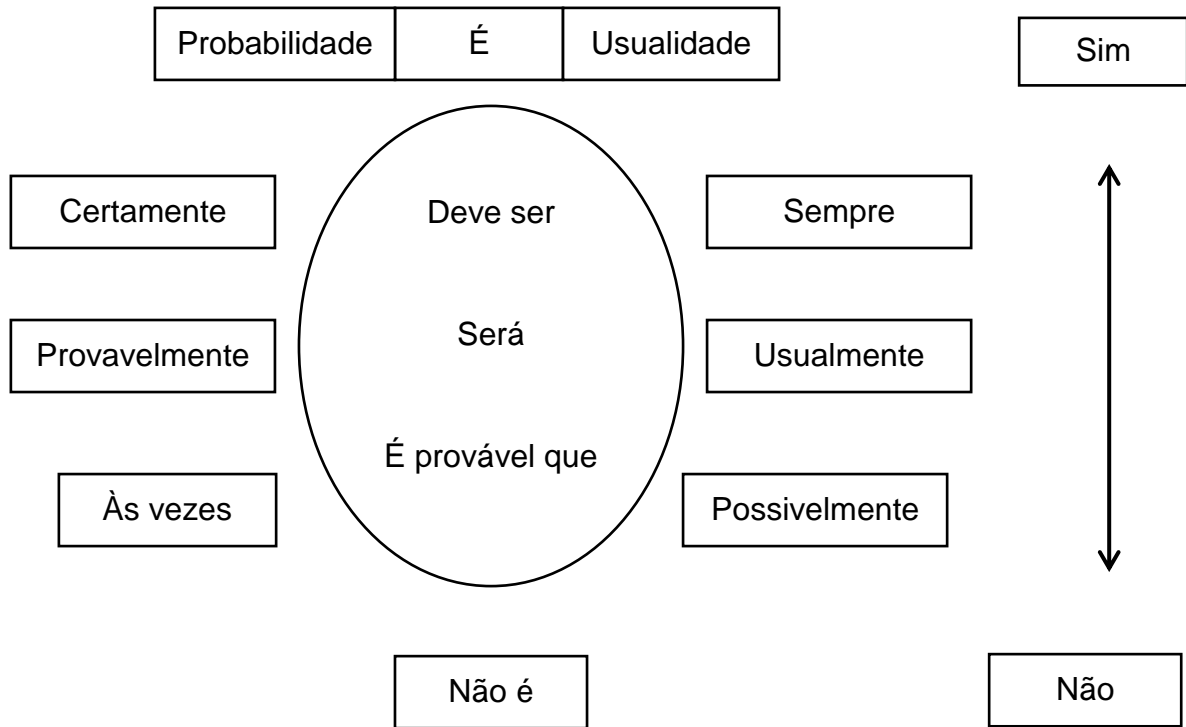 Probabilidade É Usualidade Sim
Certamente Deve ser Sempre
Provavelmente Será Usualmente
É provável que
Às vezes Possivelmente
Não é Não